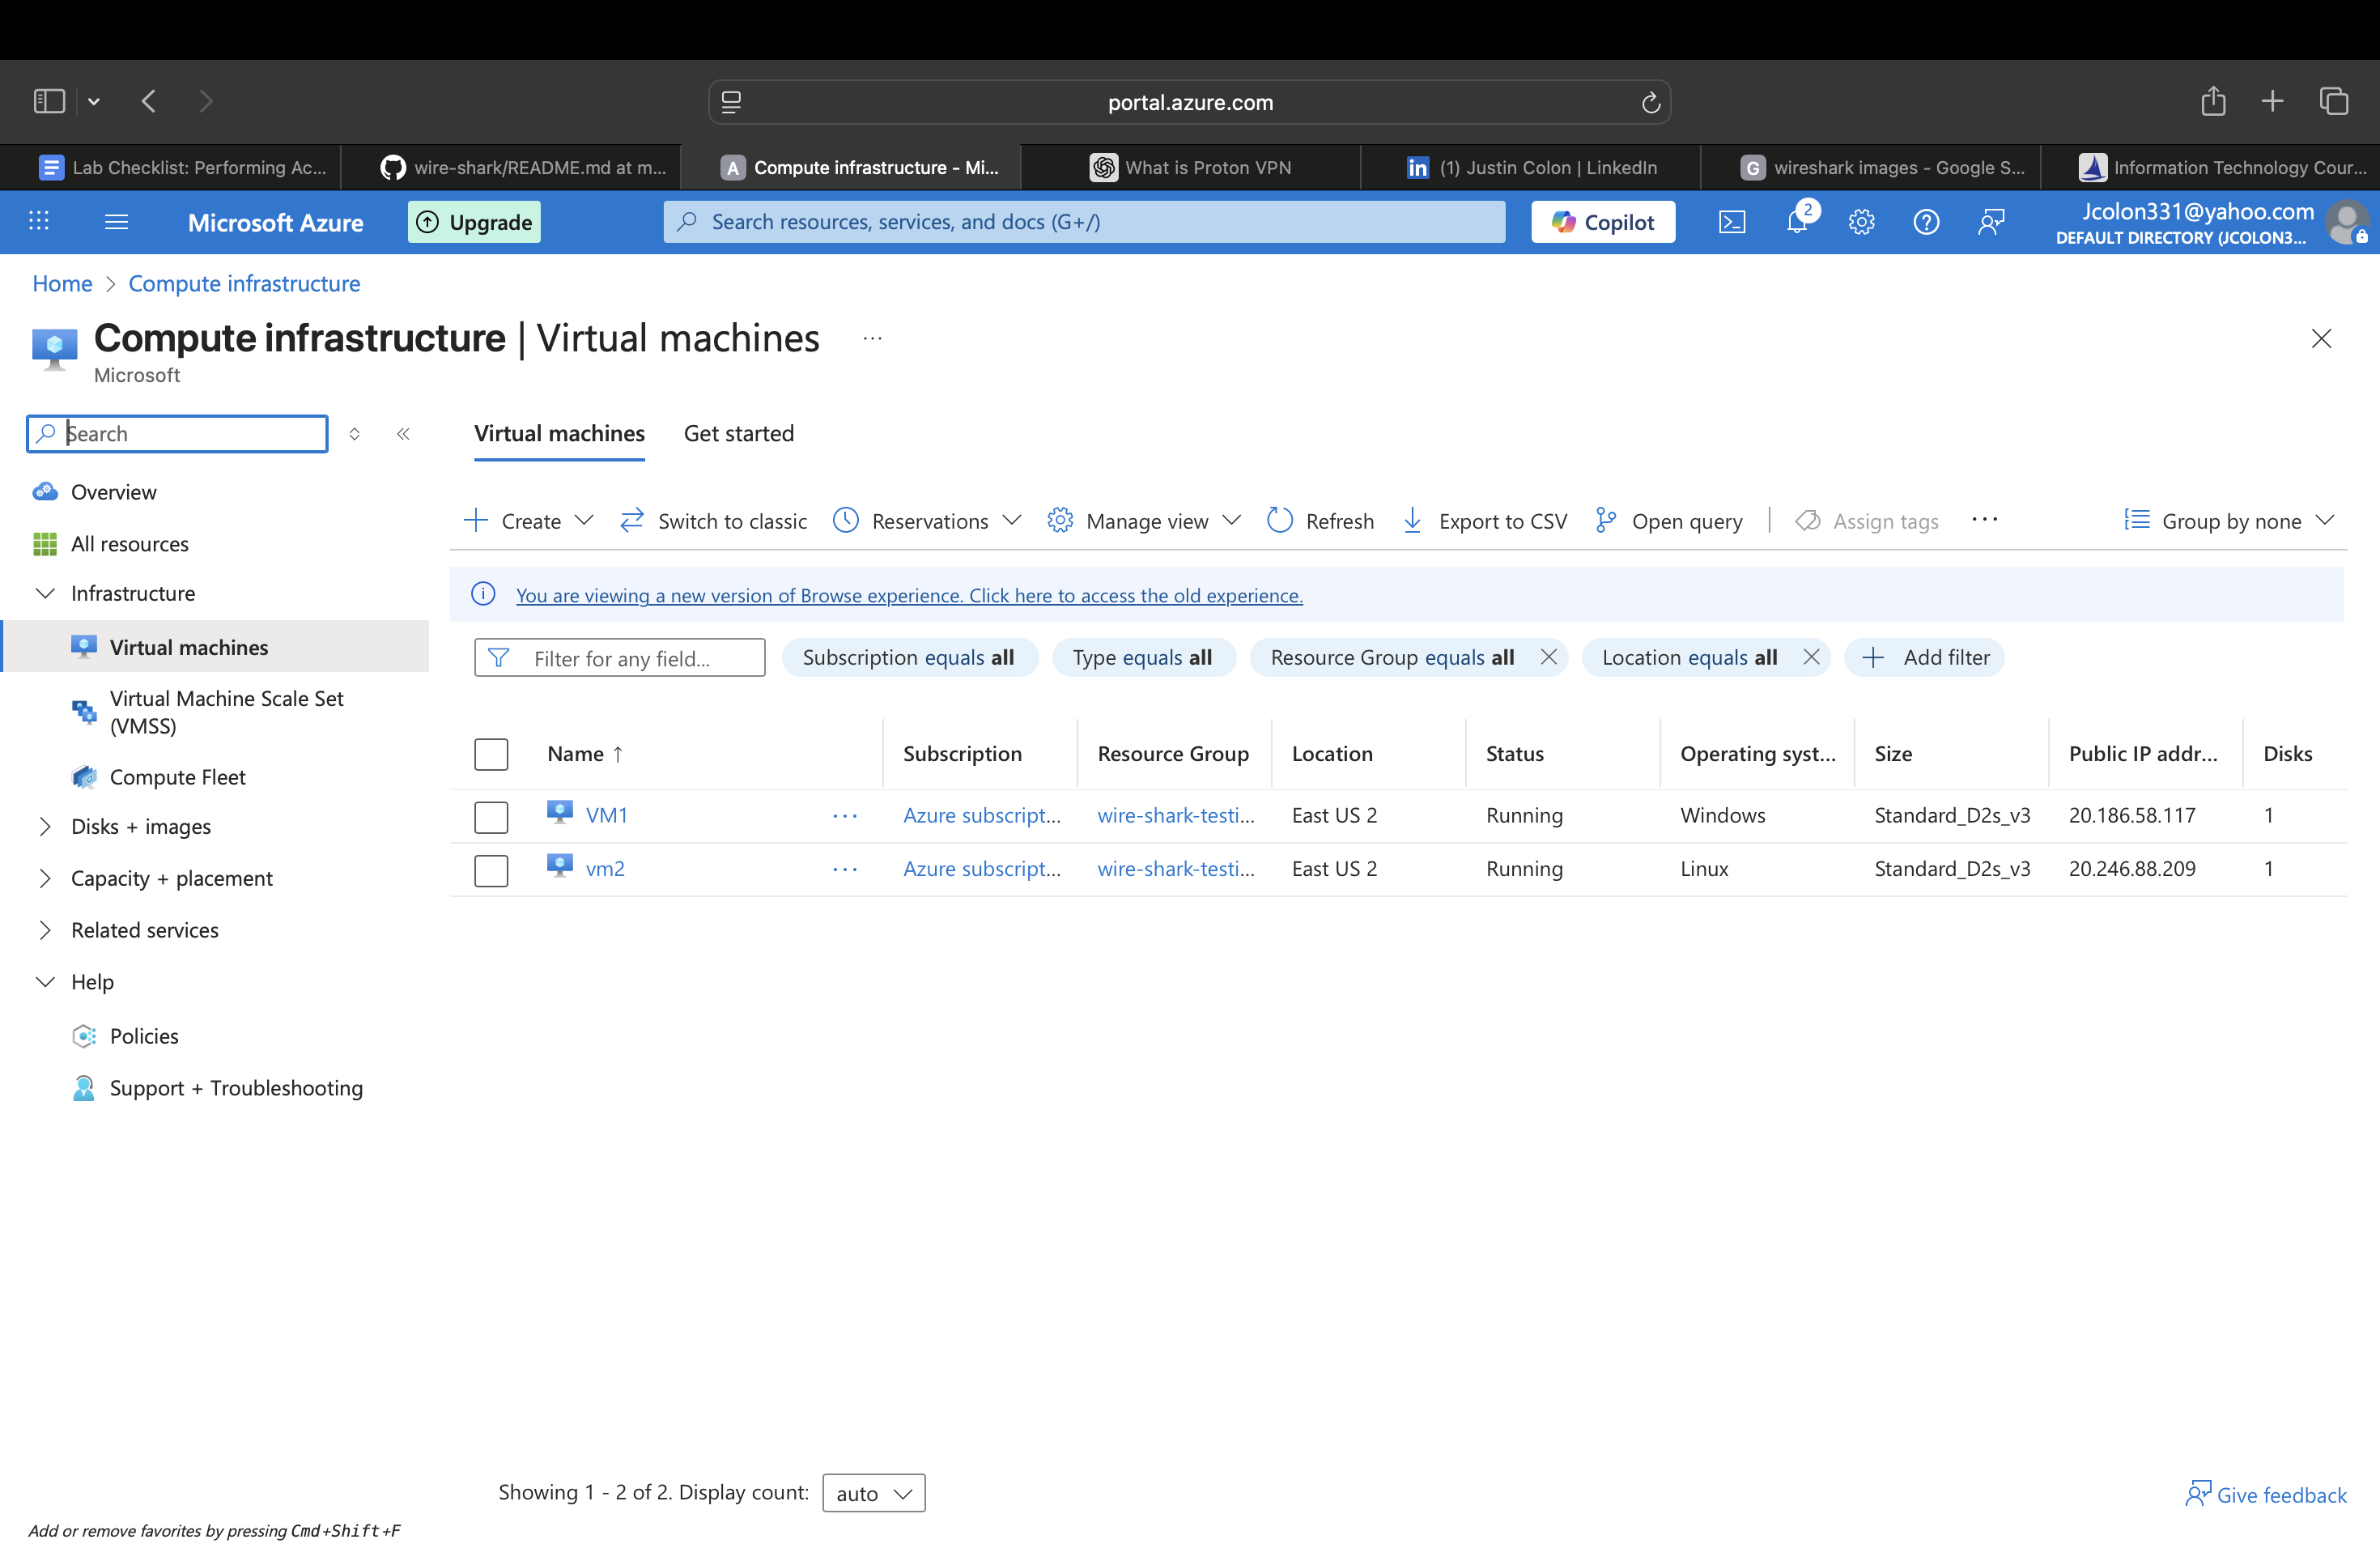 portal.azure.com
Lab Checklist: Performing Ac...
wire-shark/README.md at m...
Compute infrastructure - Mi...
What is Proton VPN
(1) Justin Colon | LinkedIn
wireshark images - Google S...
Information Technology Cour...
Microsoft Azure
Upgrade
Search resources, services, and docs (G+/)
Copilot
2
Jcolon331@yahoo.com
DEFAULT DIRECTORY (JCOLON3...
Home > Compute infrastructure
Compute infrastructure | Virtual machines ...
Microsoft
Search
Overview
All resources
Infrastructure
Virtual machines
Virtual Machine Scale Set
(VMSS)
Compute Fleet
Disks + images
Capacity + placement
Related services
Help
Policies
Support + Troubleshooting
Virtual machines Get started
Create Switch to classic Reservations Manage view Refresh Export to CSV Open query | Assign tags ... Group by none
You are viewing a new version of Browse experience. Click here to access the old experience.
Filter for any field... Subscription equals all Type equals all Resource Group equals all Location equals all Add filter
Name ↑ Subscription Resource Group Location Status Operating syst... Size Public IP addr... Disks
VM1 ... Azure subscript... wire-shark-testi... East US 2 Running Windows Standard_D2s_v3 20.186.58.117 1
vm2 ... Azure subscript... wire-shark-testi... East US 2 Running Linux Standard_D2s_v3 20.246.88.209 1
Showing 1 - 2 of 2. Display count: auto
Give feedback
Add or remove favorites by pressing Cmd+Shift+F